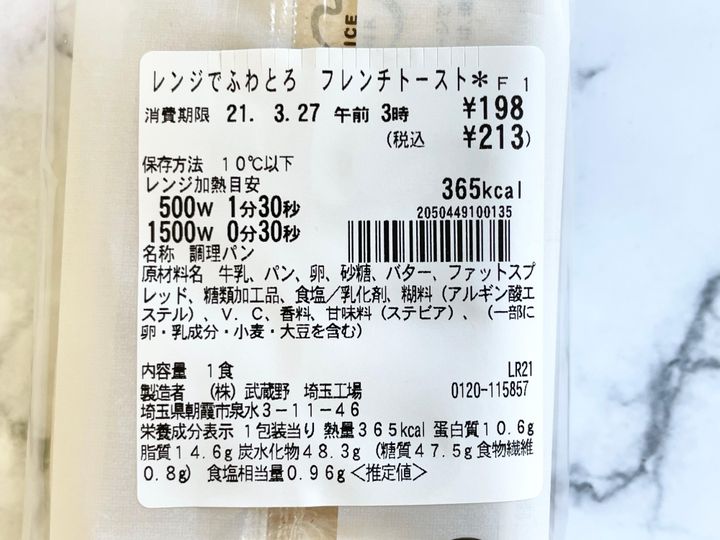 ICE
レンジでふわとろ　フレンチトースト＊ F 1
消費期限 21. 3.27 午前 3時 ¥198
(税込 ¥213)
保存方法　10℃以下
レンジ加熱目安 365kcal
500W 1分30秒 2050449100135
1500W 0分30秒
名称　調理パン
原材料名　牛乳、パン、卵、砂糖、バター、ファットスプ
レッド、糖類加工品、食塩／乳化剤、糊料（アルギン酸エ
ステル）、V．C、香料、甘味料（ステビア）、（一部に
卵・乳成分・小麦・大豆を含む）
内容量　1食 LR21
製造者　（株）武蔵野　埼玉工場 0120-115857
埼玉県朝霞市泉水3－11－46
栄養成分表示 1包装当り 熱量365kcal 蛋白質10.6g
脂質14.6g 炭水化物48.3g （糖質47.5g 食物繊維
0.8g） 食塩相当量0.96g＜推定値＞